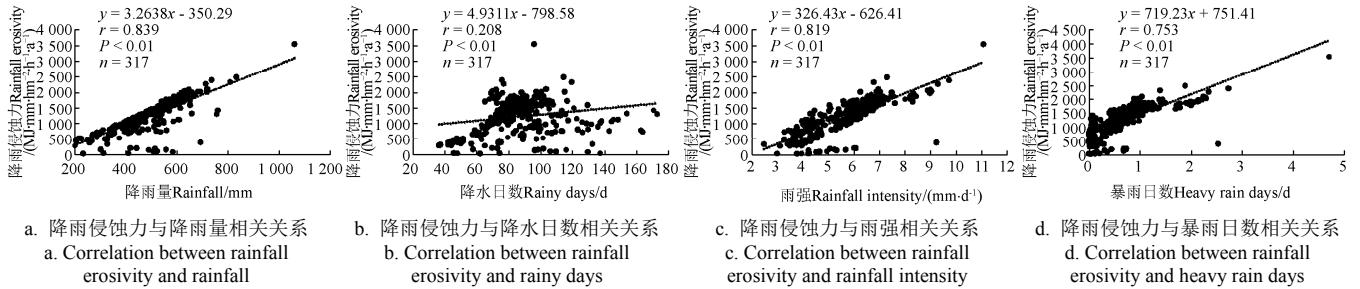 y = 3.2638x - 350.29
r = 0.839
P < 0.01
n = 317
降雨侵蚀力Rainfall erosivity
/(MJ·mm·hm⁻²·h⁻¹·a⁻¹)
4 000
3 500
3 000
2 500
2 000
1 500
1 000
500
0
200 400 600 800 1 000 1 200
降雨量Rainfall/mm
a. 降雨侵蚀力与降雨量相关关系
a. Correlation between rainfall
erosivity and rainfall
y = 4.9311x - 798.58
r = 0.208
P < 0.01
n = 317
降雨侵蚀力Rainfall erosivity
/(MJ·mm·hm⁻²·h⁻¹·a⁻¹)
4 000
3 500
3 000
2 500
2 000
1 500
1 000
500
0
20 40 60 80 100 120 140 160 180
降水日数Rainy days/d
b. 降雨侵蚀力与降水日数相关关系
b. Correlation between rainfall
erosivity and rainy days
y = 326.43x - 626.41
r = 0.819
P < 0.01
n = 317
降雨侵蚀力Rainfall erosivity
/(MJ·mm·hm⁻²·h⁻¹·a⁻¹)
4 000
3 500
3 000
2 500
2 000
1 500
1 000
500
0
2 3 4 5 6 7 8 9 10 11 12
雨强Rainfall intensity/(mm·d⁻¹)
c. 降雨侵蚀力与雨强相关关系
c. Correlation between rainfall
erosivity and rainfall intensity
y = 719.23x + 751.41
r = 0.753
P < 0.01
n = 317
降雨侵蚀力Rainfall erosivity
/(MJ·mm·hm⁻²·h⁻¹·a⁻¹)
4 500
4 000
3 500
3 000
2 500
2 000
1 500
1 000
500
0
0 1 2 3 4 5
暴雨日数Heavy rain days/d
d. 降雨侵蚀力与暴雨日数相关关系
d. Correlation between rainfall
erosivity and heavy rain days